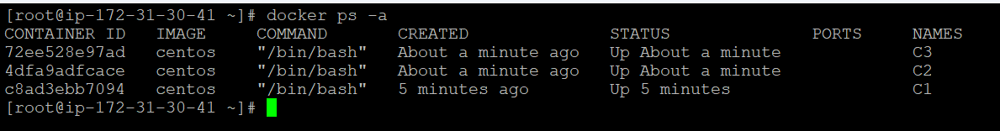 [root@ip-172-31-30-41 ~]# docker ps -a
CONTAINER ID   IMAGE     COMMAND       CREATED              STATUS              PORTS     NAMES
72ee528e97ad   centos    "/bin/bash"   About a minute ago   Up About a minute             C3
4dfa9adfcace   centos    "/bin/bash"   About a minute ago   Up About a minute             C2
c8ad3ebb7094   centos    "/bin/bash"   5 minutes ago        Up 5 minutes                  C1
[root@ip-172-31-30-41 ~]#